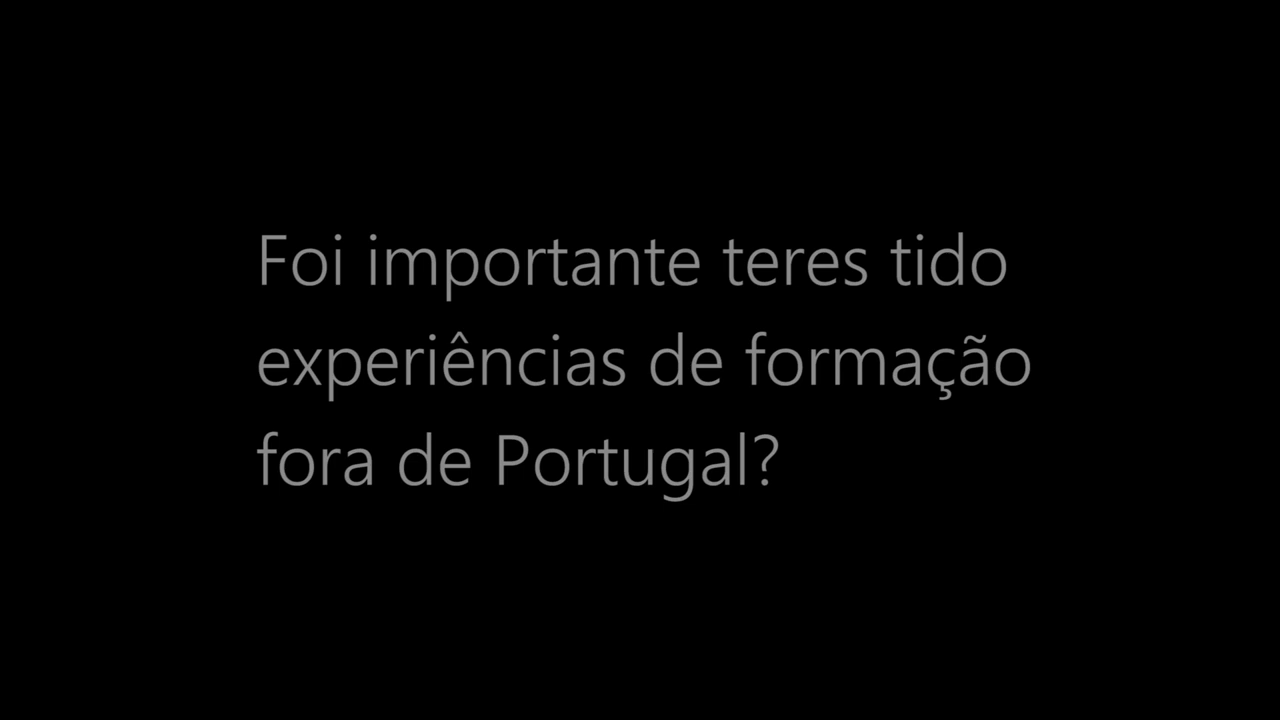 Foi importante teres tido
experiências de formação
fora de Portugal?